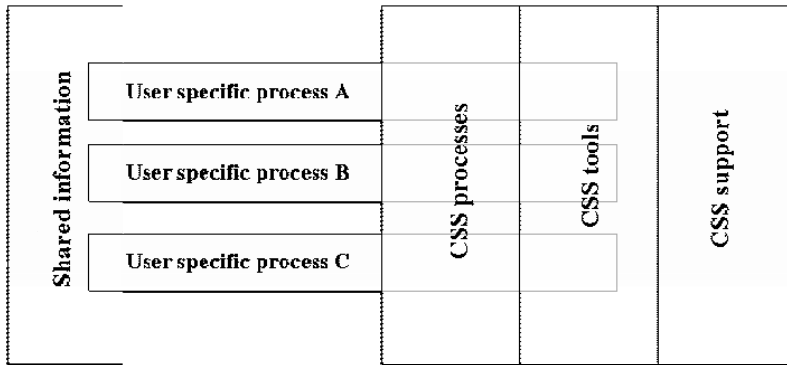 Shared information
User specific process A
User specific process B
User specific process C
CSS processes
CSS tools
CSS support